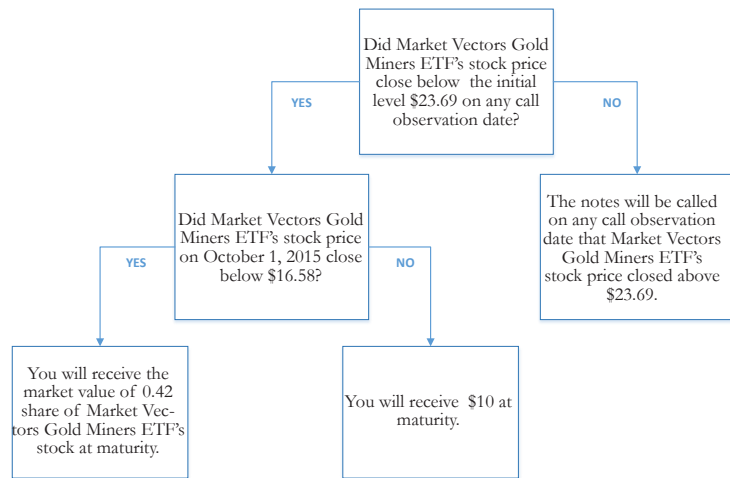 Did Market Vectors Gold
Miners ETF's stock price
close below the initial
level $23.69 on any call
observation date?
YES
NO
Did Market Vectors Gold
Miners ETF's stock price
on October 1, 2015 close
below $16.58?
The notes will be called
on any call observation
date that Market Vectors
Gold Miners ETF's
stock price closed above
$23.69.
YES
NO
You will receive the
market value of 0.42
share of Market Vec-
tors Gold Miners ETF's
stock at maturity.
You will receive $10 at
maturity.